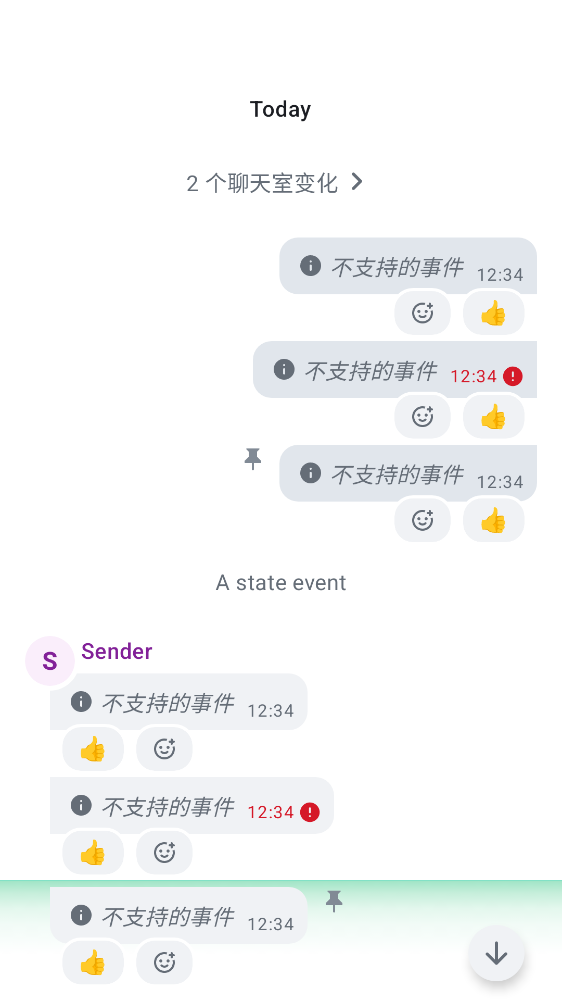 Today
2 个聊天室变化
不支持的事件 12:34
👍
不支持的事件 12:34
👍
不支持的事件 12:34
👍
A state event
S Sender
不支持的事件 12:34
👍
不支持的事件 12:34
👍
不支持的事件 12:34
👍